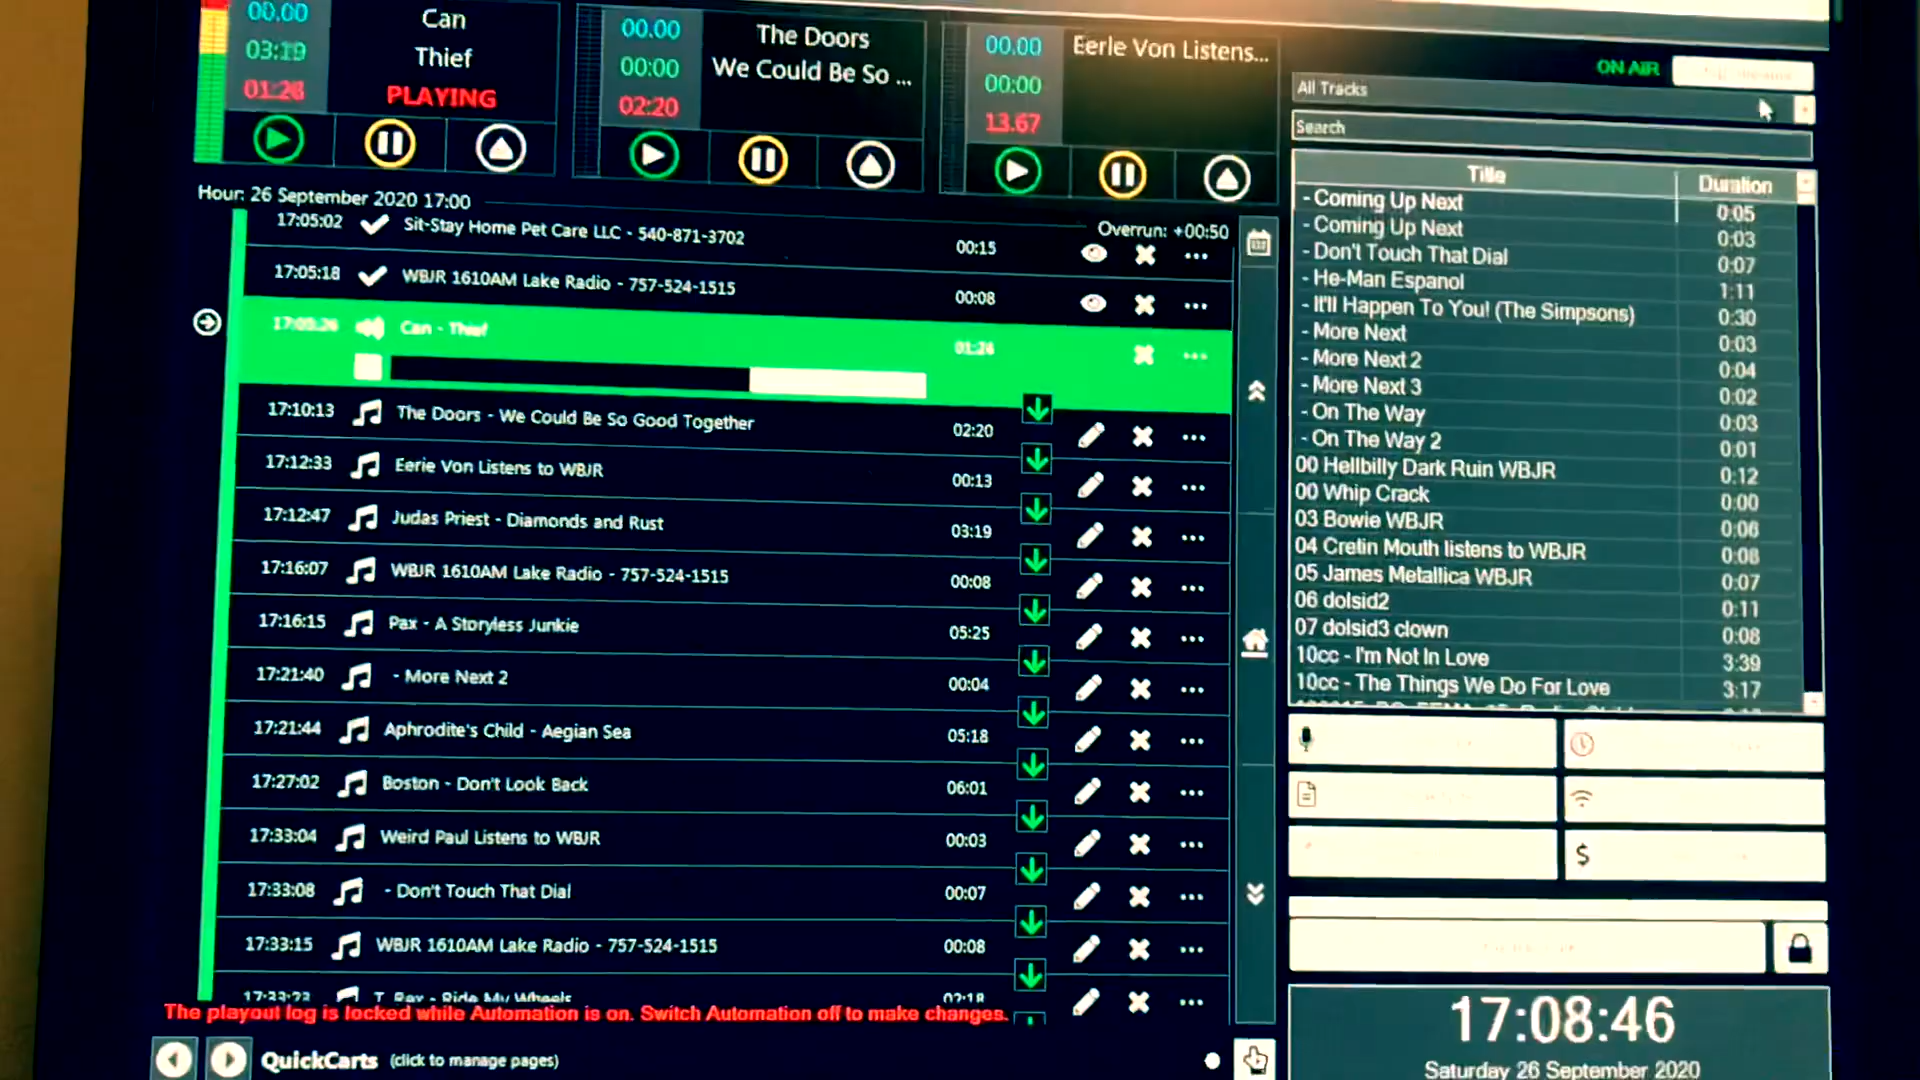 00.00
03:19
01:28
Can
Thief
PLAYING
00.00
00:00
02:20
The Doors
We Could Be So ...
00.00
00:00
13.67
Eerie Von Listens...
ON AIR
All Tracks
Search
Title Duration
- Coming Up Next 0:05
- Coming Up Next 0:03
- Don't Touch That Dial 0:07
- He-Man Espanol 1:11
- It'll Happen To You! (The Simpsons) 0:30
- More Next 0:03
- More Next 2 0:04
- More Next 3 0:02
- On The Way 0:03
- On The Way 2 0:01
00 Hellbilly Dark Ruin WBJR 0:12
00 Whip Crack 0:00
03 Bowie WBJR 0:06
04 Cretin Mouth listens to WBJR 0:08
05 James Metallica WBJR 0:07
06 dolsid2 0:11
07 dolsid3 clown 0:08
10cc - I'm Not In Love 3:39
10cc - The Things We Do For Love 3:17
Hour: 26 September 2020 17:00
Overrun: +00:50
17:05:02 Sit-Stay Home Pet Care LLC - 540-871-3702 00:15
17:05:18 WBJR 1610AM Lake Radio - 757-524-1515 00:08
17:05:26 Can - Thief 01:26
17:10:13 The Doors - We Could Be So Good Together 02:20
17:12:33 Eerie Von Listens to WBJR 00:13
17:12:47 Judas Priest - Diamonds and Rust 03:19
17:16:07 WBJR 1610AM Lake Radio - 757-524-1515 00:08
17:16:15 Pax - A Storyless Junkie 05:25
17:21:40 - More Next 2 00:04
17:21:44 Aphrodite's Child - Aegian Sea 05:18
17:27:02 Boston - Don't Look Back 06:01
17:33:04 Weird Paul Listens to WBJR 00:03
17:33:08 - Don't Touch That Dial 00:07
17:33:15 WBJR 1610AM Lake Radio - 757-524-1515 00:08
17:33:23 T. Rex - Ride My Wheels 02:18
The playout log is locked while Automation is on. Switch Automation off to make changes.
QuickCarts (click to manage pages)
$
17:08:46
Saturday 26 September 2020